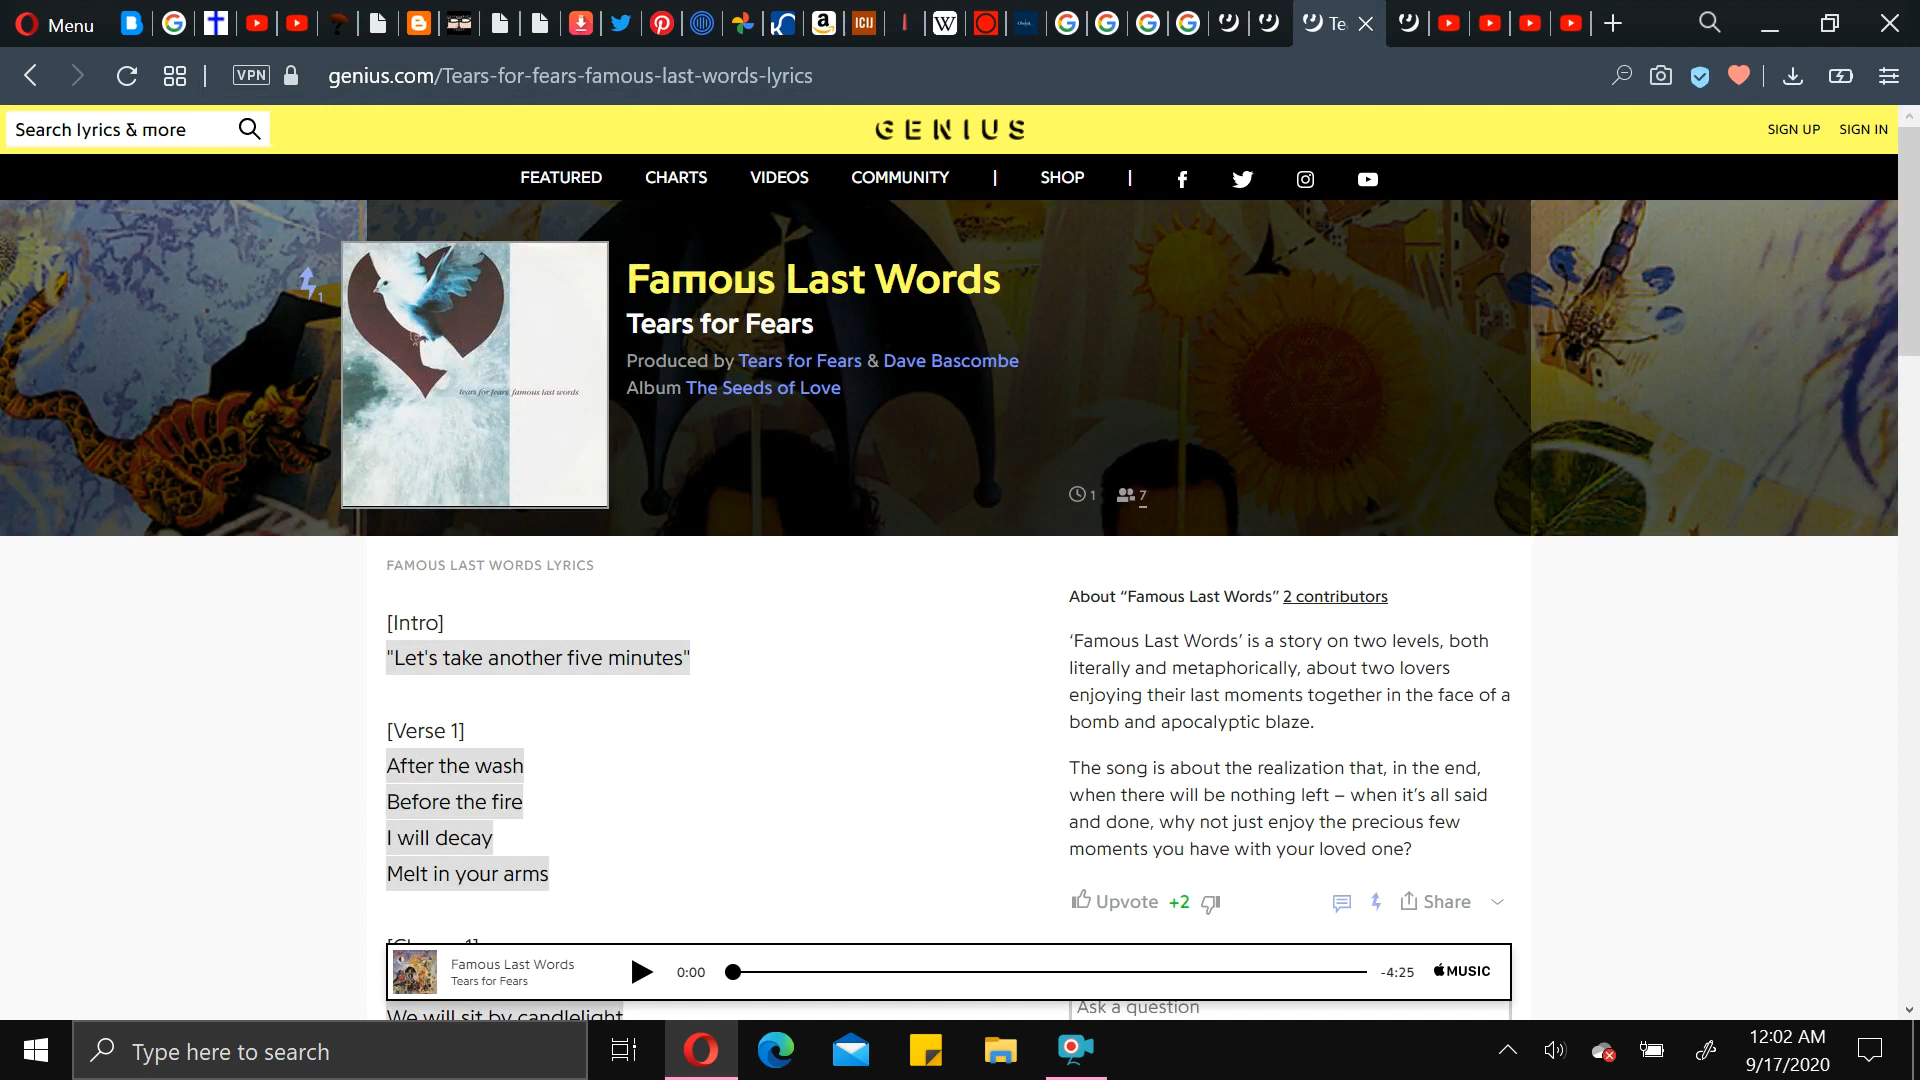 Menu
Te
VPN
genius.com/Tears-for-fears-famous-last-words-lyrics
Search lyrics & more
GENIUS
SIGN UP SIGN IN
FEATURED CHARTS VIDEOS COMMUNITY | SHOP |
1
Famous Last Words
Tears for Fears
Produced by Tears for Fears & Dave Bascombe
Album The Seeds of Love
tears for fears famous last words
1 7
FAMOUS LAST WORDS LYRICS
[Intro]
"Let's take another five minutes"
[Verse 1]
After the wash
Before the fire
I will decay
Melt in your arms
We will sit by candlelight
About “Famous Last Words” 2 contributors
‘Famous Last Words’ is a story on two levels, both
literally and metaphorically, about two lovers
enjoying their last moments together in the face of a
bomb and apocalyptic blaze.
The song is about the realization that, in the end,
when there will be nothing left – when it’s all said
and done, why not just enjoy the precious few
moments you have with your loved one?
Upvote +2 Share
Ask a question
Famous Last Words
Tears for Fears
0:00 -4:25 MUSIC
Type here to search
12:02 AM
9/17/2020